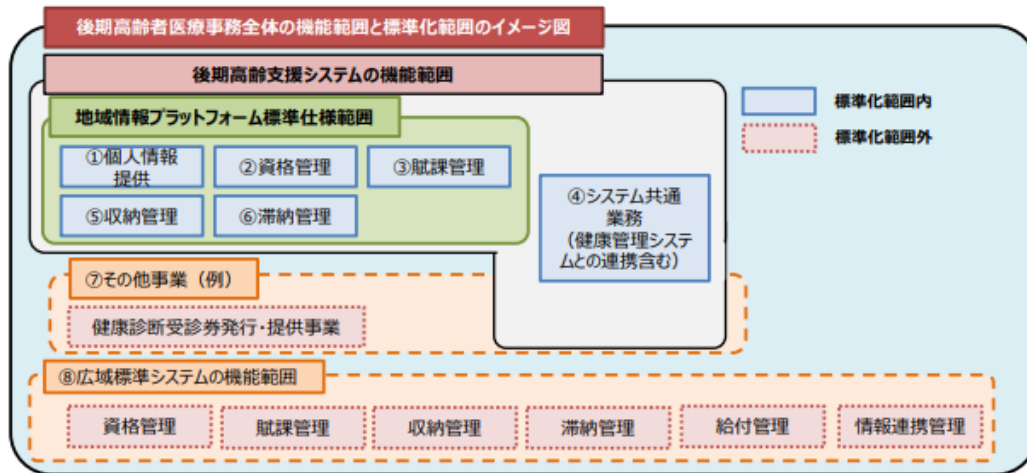 後期高齢者医療事務全体の機能範囲と標準化範囲のイメージ図
後期高齢支援システムの機能範囲
地域情報プラットフォーム標準仕様範囲
①個人情報
提供
②資格管理
③賦課管理
⑤収納管理
⑥滞納管理
④システム共通
業務
（健康管理システ
ムとの連携含む）
標準化範囲内
標準化範囲外
⑦その他事業（例）
健康診断受診券発行・提供事業
⑧広域標準システムの機能範囲
資格管理
賦課管理
収納管理
滞納管理
給付管理
情報連携管理